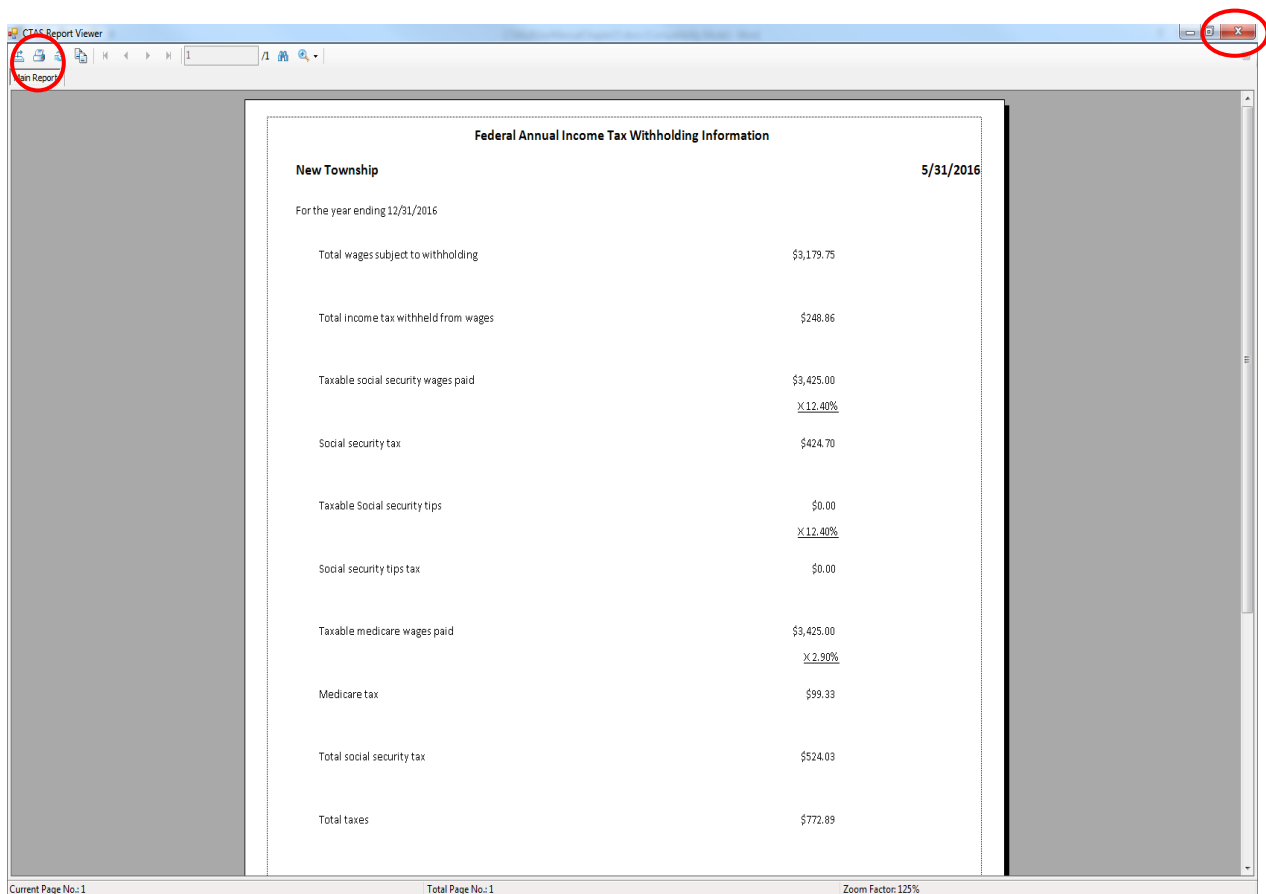 CTAS Report Viewer
1 /1
Main Report
Federal Annual Income Tax Withholding Information
New Township 5/31/2016
For the year ending 12/31/2016
Total wages subject to withholding $3,179.75
Total income tax withheld from wages $248.86
Taxable social security wages paid $3,425.00
X 12.40%
Social security tax $424.70
Taxable Social security tips $0.00
X 12.40%
Social security tips tax $0.00
Taxable medicare wages paid $3,425.00
X 2.90%
Medicare tax $99.33
Total social security tax $524.03
Total taxes $772.89
Current Page No.: 1 Total Page No.: 1 Zoom Factor: 125%